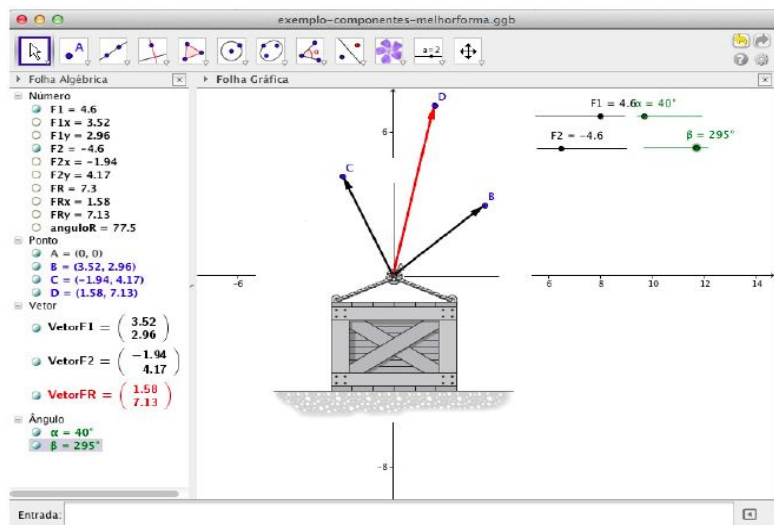 exemplo-componentes-melhorforma.ggb
A
α
a=2
Folha Algébrica
Folha Gráfica
Número
F1 = 4.6
F1x = 3.52
F1y = 2.96
F2 = -4.6
F2x = -1.94
F2y = 4.17
FR = 7.3
FRx = 1.58
FRy = 7.13
anguloR = 77.5
Ponto
A = (0, 0)
B = (3.52, 2.96)
C = (-1.94, 4.17)
D = (1.58, 7.13)
Vetor
VetorF1 = ( 3.52
2.96 )
VetorF2 = ( -1.94
4.17 )
VetorFR = ( 1.58
7.13 )
Ângulo
α = 40°
β = 295°
D
6
C
B
F1 = 4.6 α = 40°
F2 = -4.6
β = 295°
-6
6
8
10
12
14
-8
Entrada: